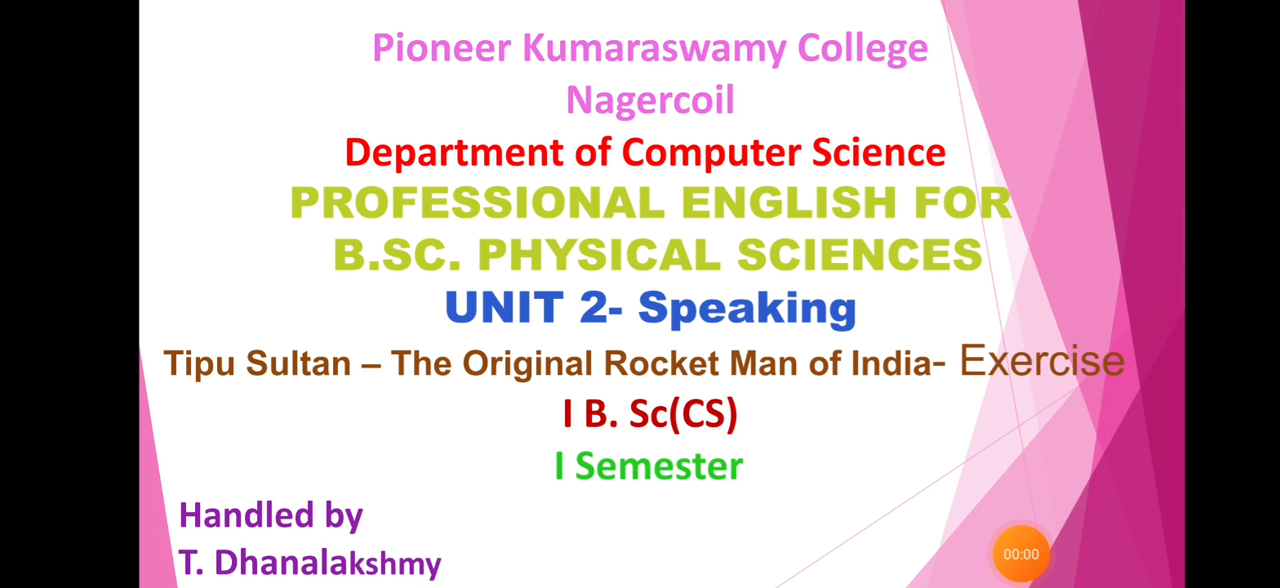 Pioneer Kumaraswamy College
Nagercoil
Department of Computer Science
PROFESSIONAL ENGLISH FOR
B.SC. PHYSICAL SCIENCES
UNIT 2- Speaking
Tipu Sultan – The Original Rocket Man of India- Exercise
I B. Sc(CS)
I Semester
Handled by
T. Dhanalakshmy
00:00